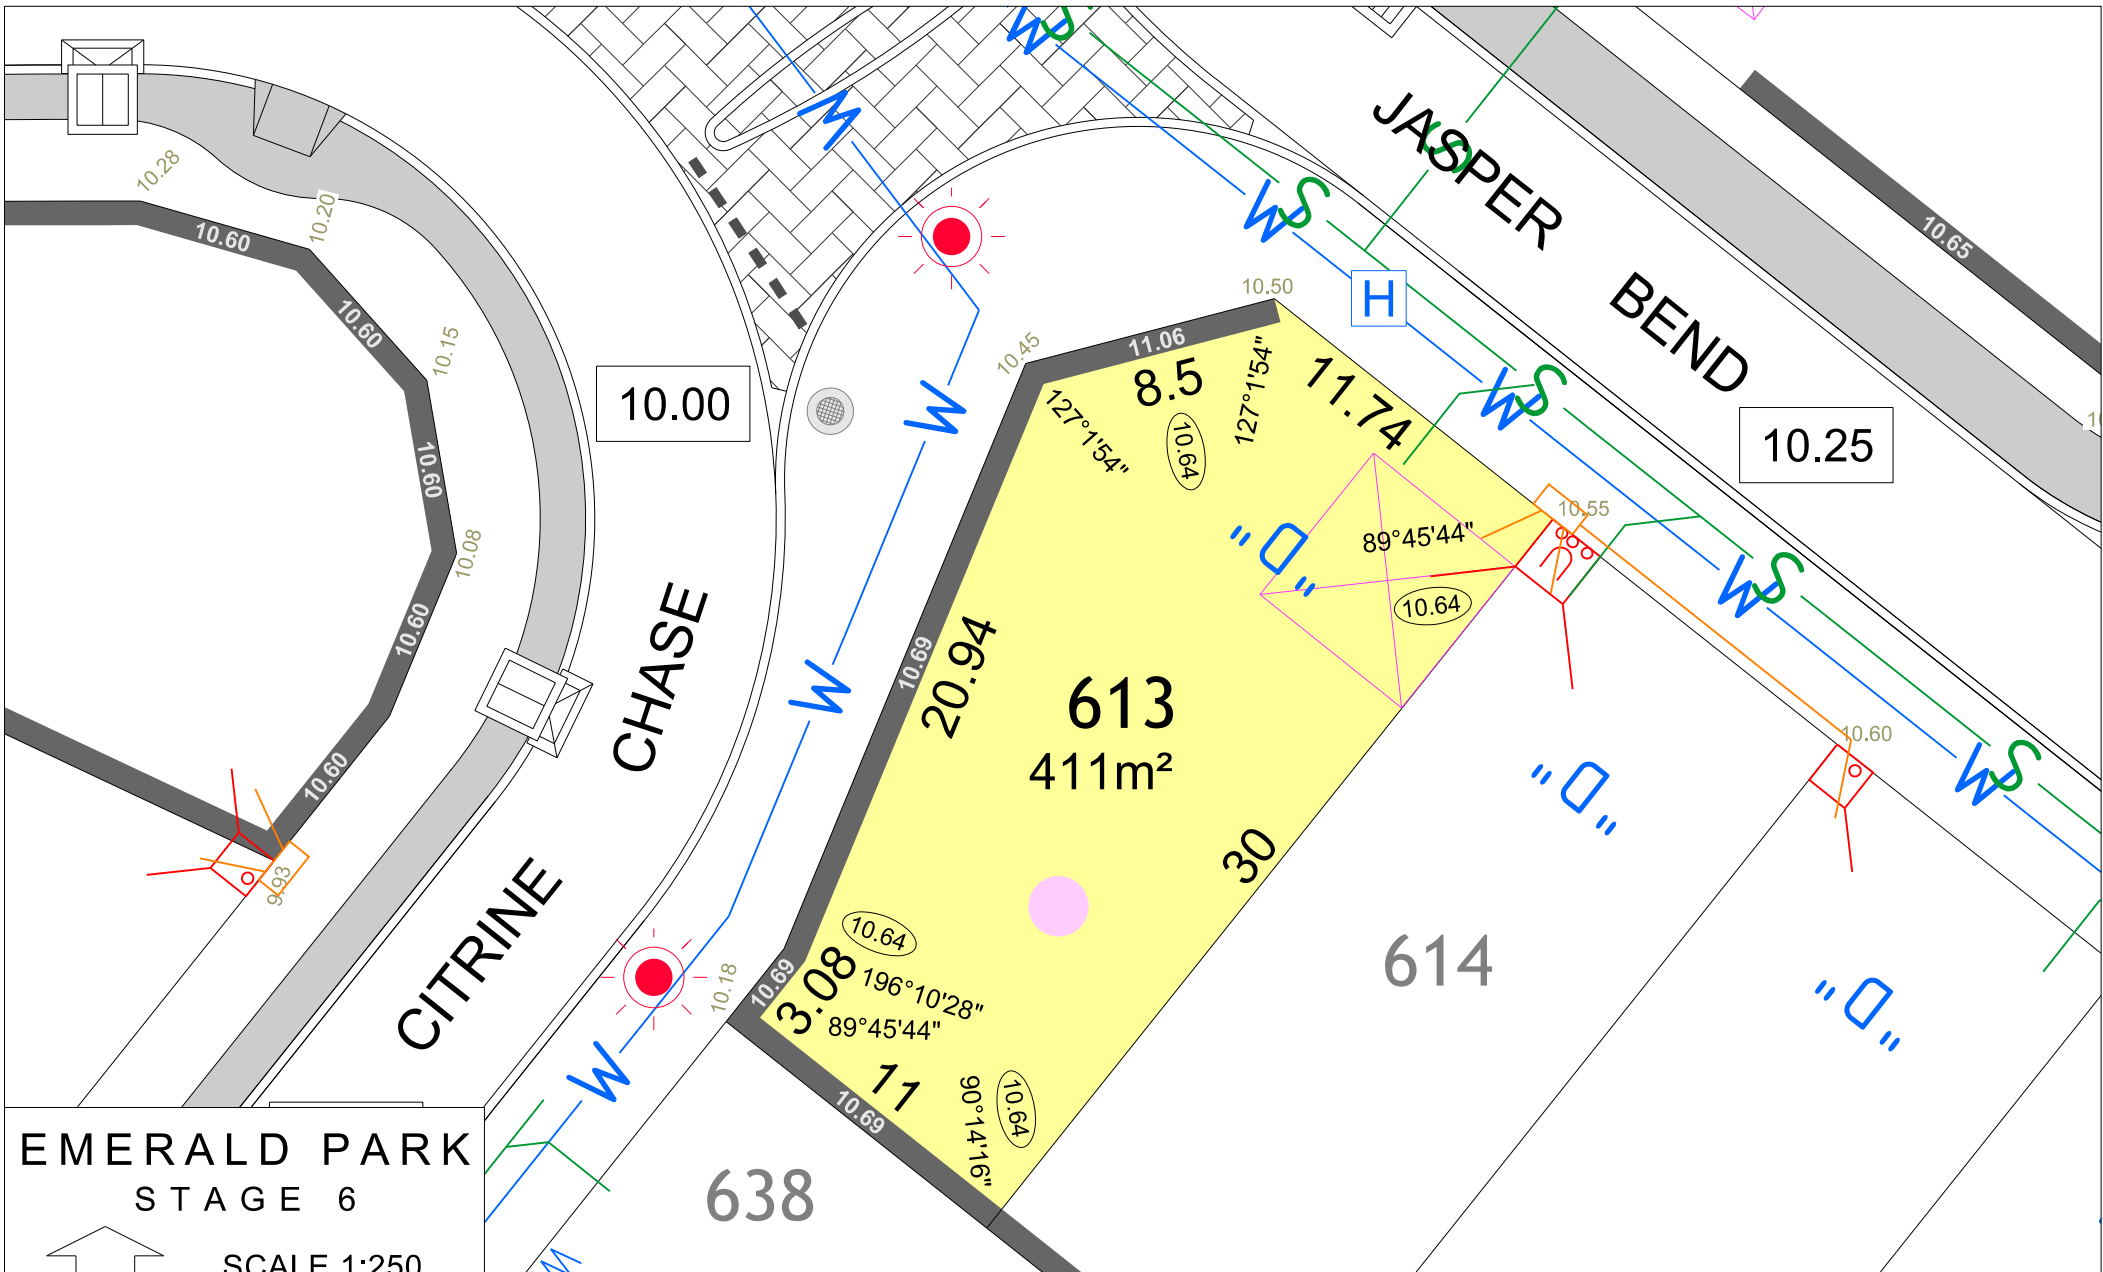 W
S
JASPER
S
W
10.28
10.20
W
S
10.60
10.65
BEND
10.50
H
10.60
10.15
10.45
11.06
8.5
127°1'54"
127°1'54"
11.74
10.00
W
W
S
10.25
10.64
10.60
10.55
10.08
"D"
89°45'44"
10.64
W
S
10.60
CHASE
10.69
20.94
W
613
411m²
10.60
W
S
10.60
"D"
30
CITRINE
9.93
10.64
614
10.18
10.69
3.08
196°10'28"
89°45'44"
"D"
W
11
10.69
90°14'16"
10.64
638
EMERALD PARK
STAGE 6
SCALE 1:250
W